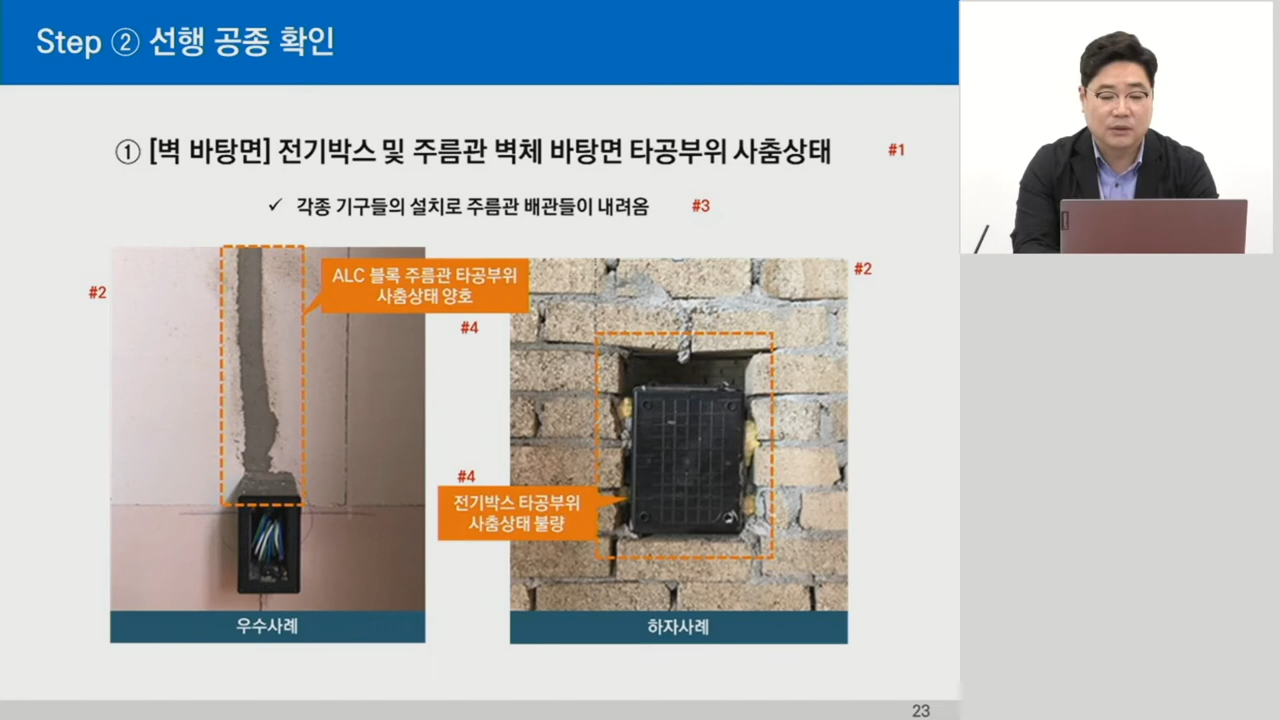 Step ② 선행 공종 확인
① [벽 바탕면] 전기박스 및 주름관 벽체 바탕면 타공부위 사춤상태 #1
✓ 각종 기구들의 설치로 주름관 배관들이 내려옴 #3
#2
ALC 블록 주름관 타공부위
사춤상태 양호
#4
#2
#4
전기박스 타공부위
사춤상태 불량
우수사례
하자사례
23